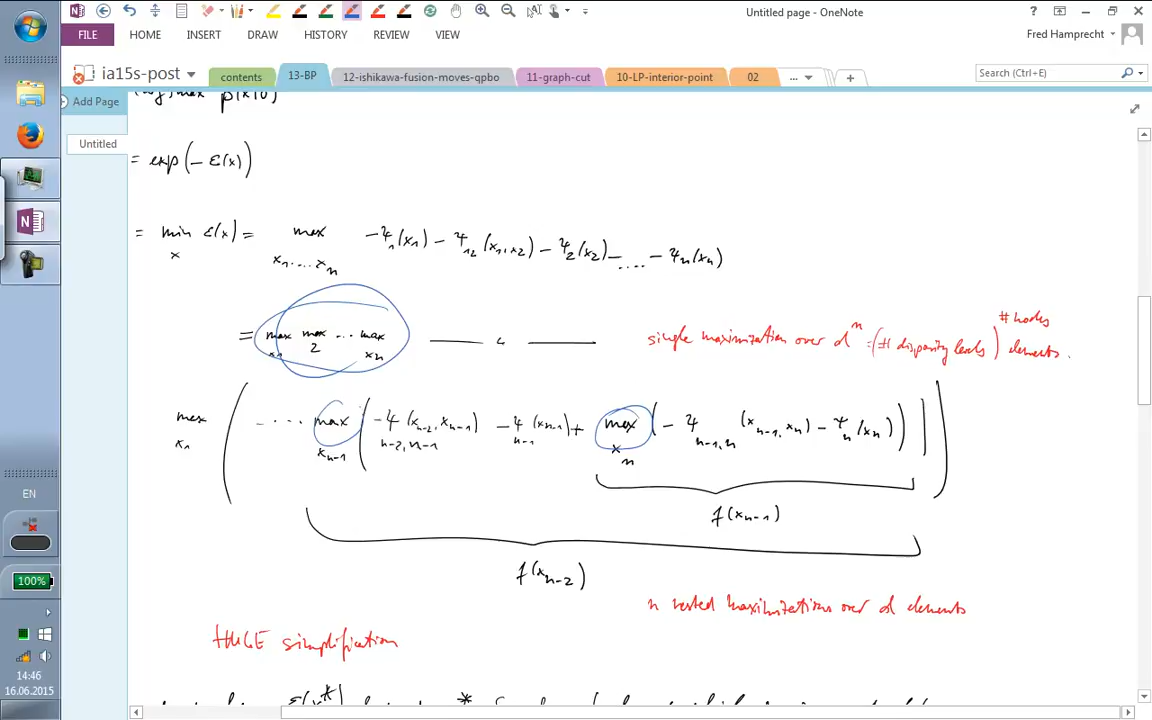 Untitled page - OneNote
FILE HOME INSERT DRAW HISTORY REVIEW VIEW
Fred Hamprecht
ia15s-post contents 13-BP 12-ishikawa-fusion-moves-qpbo 11-graph-cut 10-LP-interior-point 02 ...
Search (Ctrl+E)
Add Page
Untitled
argmax p(x)
= exp(- E(x))
= min E(x) = max -ψ₁(x₁) - ψ₁₂(x₁,x₂) - ψ₂(x₂) - .... - ψₙ(xₙ)
x x₁....xₙ
= max max ... max
x₁ 2 xₙ
single maximization over dⁿ = (# disparity levels)^# nodes elements.
max ( - .... max ( -ψ (xₙ₋₂, xₙ₋₁) - ψ (xₙ₋₁) + max ( - ψ (xₙ₋₁, xₙ) - ψₙ(xₙ) ) ) )
x₁ xₙ₋₁ n-2,n-1 n-1 xₙ n-1,n
f(xₙ₋₁)
f(xₙ₋₂)
n nested maximizations over d elements
HUGE simplification
EN
100%
14:46
16.06.2015